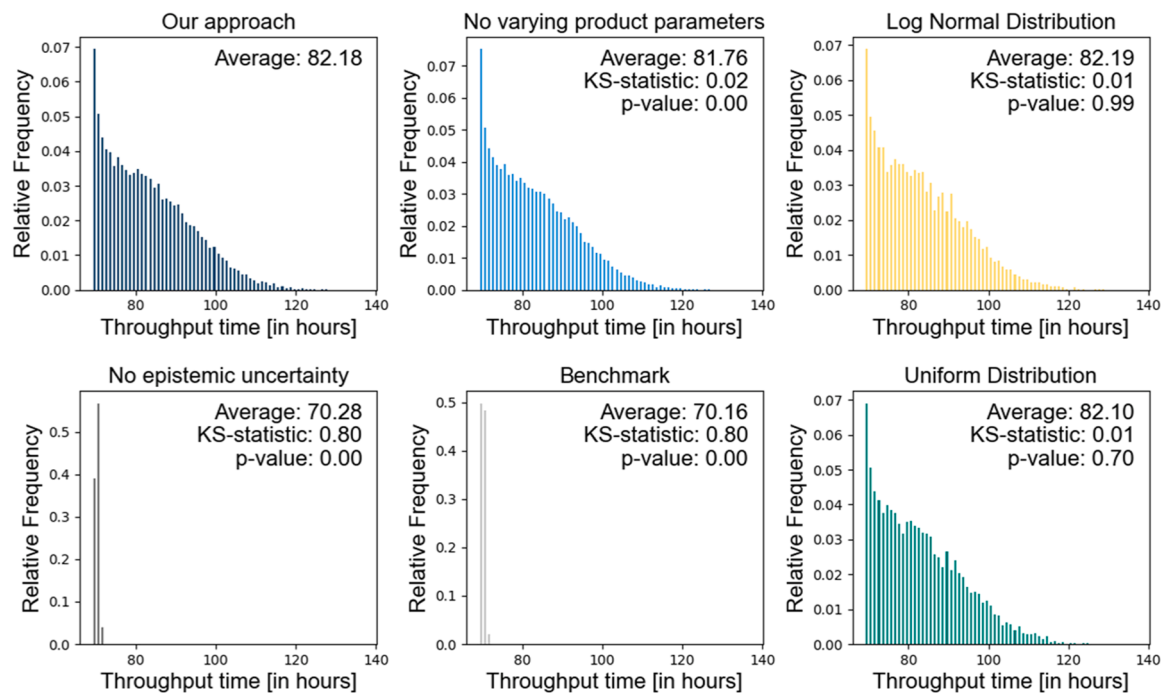 Our approach
Average: 82.18
0.07
0.06
0.05
0.04
0.03
0.02
0.01
0.00
Relative Frequency
80
100
120
140
Throughput time [in hours]
No varying product parameters
Average: 81.76
KS-statistic: 0.02
p-value: 0.00
0.07
0.06
0.05
0.04
0.03
0.02
0.01
0.00
Relative Frequency
80
100
120
140
Throughput time [in hours]
Log Normal Distribution
Average: 82.19
KS-statistic: 0.01
p-value: 0.99
0.07
0.06
0.05
0.04
0.03
0.02
0.01
0.00
Relative Frequency
80
100
120
140
Throughput time [in hours]
No epistemic uncertainty
Average: 70.28
KS-statistic: 0.80
p-value: 0.00
0.5
0.4
0.3
0.2
0.1
0.0
Relative Frequency
80
100
120
140
Throughput time [in hours]
Benchmark
Average: 70.16
KS-statistic: 0.80
p-value: 0.00
0.5
0.4
0.3
0.2
0.1
0.0
Relative Frequency
80
100
120
140
Throughput time [in hours]
Uniform Distribution
Average: 82.10
KS-statistic: 0.01
p-value: 0.70
0.07
0.06
0.05
0.04
0.03
0.02
0.01
0.00
Relative Frequency
80
100
120
140
Throughput time [in hours]